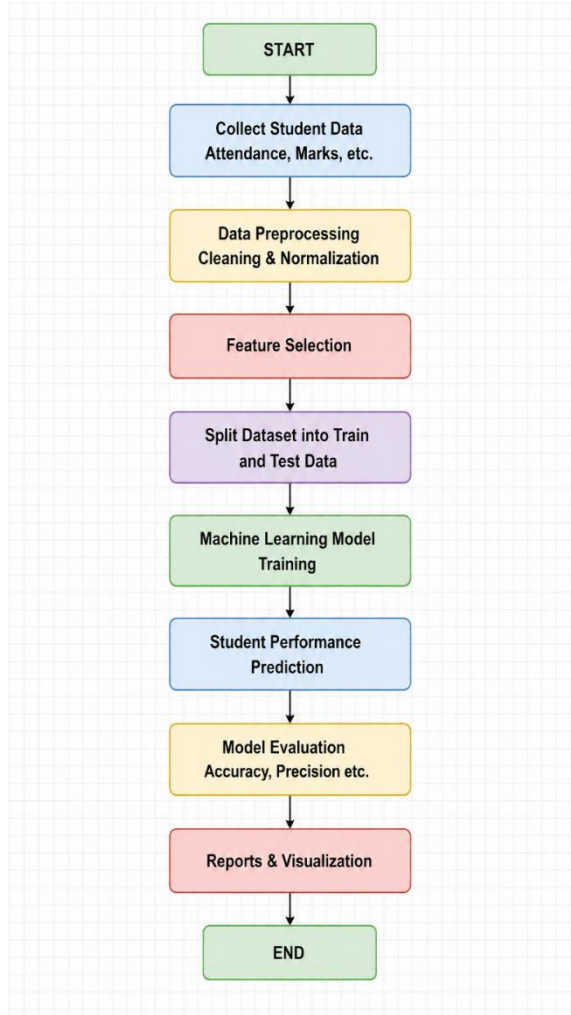 START
Collect Student Data
Attendance, Marks, etc.
Data Preprocessing
Cleaning & Normalization
Feature Selection
Split Dataset into Train
and Test Data
Machine Learning Model
Training
Student Performance
Prediction
Model Evaluation
Accuracy, Precision etc.
Reports & Visualization
END